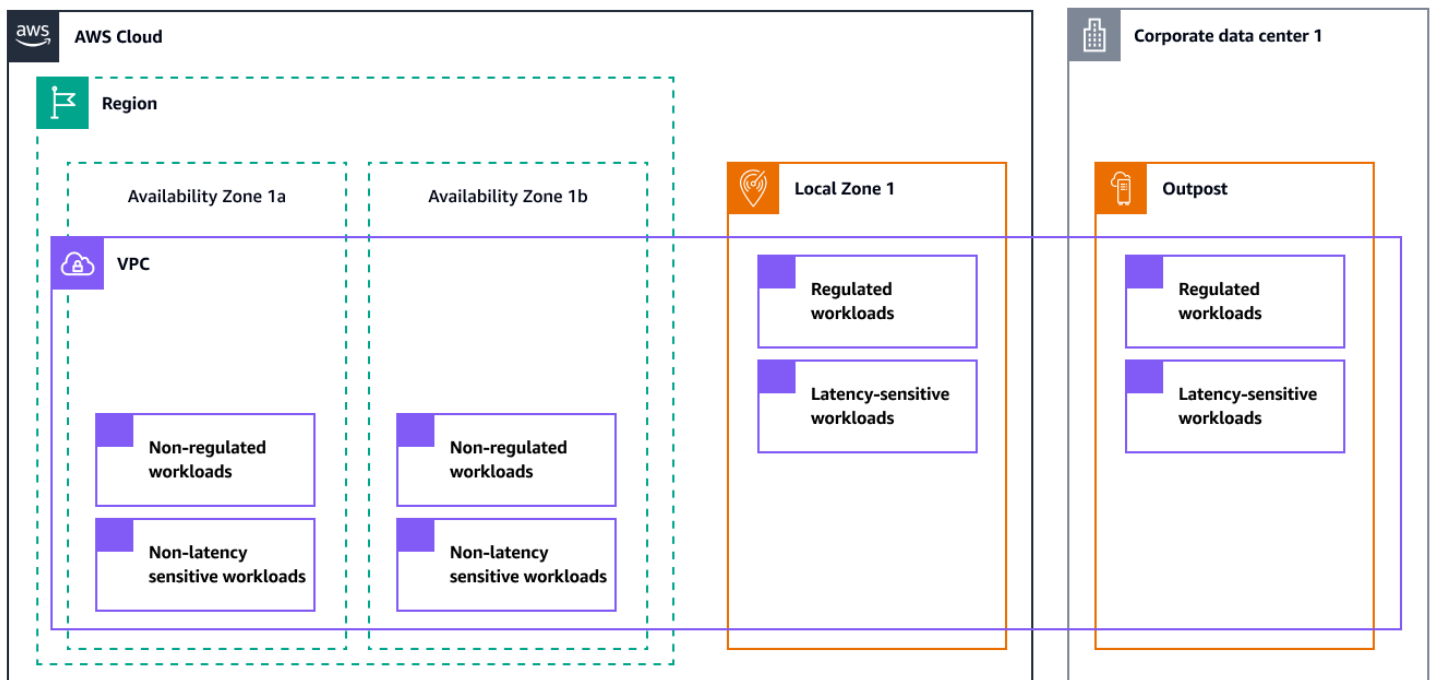 aws
AWS Cloud
Corporate data center 1
Region
Availability Zone 1a
Availability Zone 1b
Local Zone 1
Outpost
VPC
Regulated
workloads
Latency-sensitive
workloads
Regulated
workloads
Latency-sensitive
workloads
Non-regulated
workloads
Non-latency
sensitive workloads
Non-regulated
workloads
Non-latency
sensitive workloads